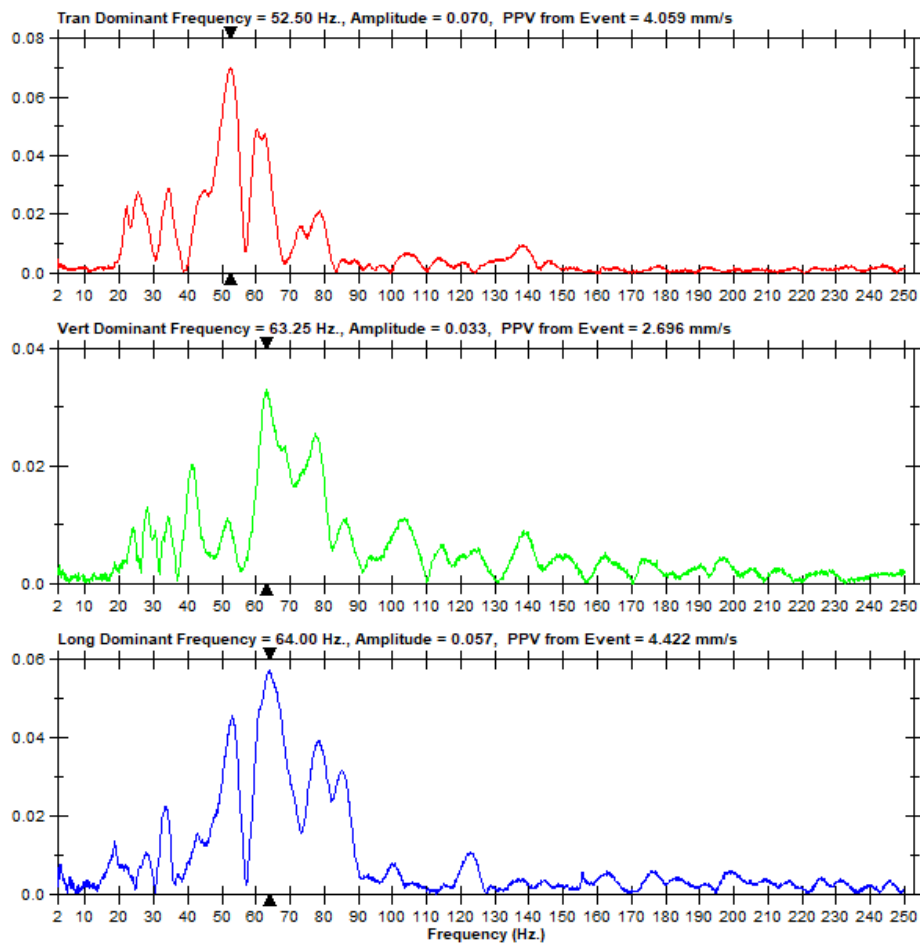 Tran Dominant Frequency = 52.50 Hz., Amplitude = 0.070, PPV from Event = 4.059 mm/s
0.08
0.06
0.04
0.02
0.0
2 10 20 30 40 50 60 70 80 90 100 110 120 130 140 150 160 170 180 190 200 210 220 230 250
Vert Dominant Frequency = 63.25 Hz., Amplitude = 0.033, PPV from Event = 2.696 mm/s
0.04
0.02
0.0
2 10 20 30 40 50 60 70 80 90 100 110 120 130 140 150 160 170 180 190 200 210 220 230 250
Long Dominant Frequency = 64.00 Hz., Amplitude = 0.057, PPV from Event = 4.422 mm/s
0.06
0.04
0.02
0.0
2 10 20 30 40 50 60 70 80 90 100 110 120 130 140 150 160 170 180 190 200 210 220 230 250
Frequency (Hz.)